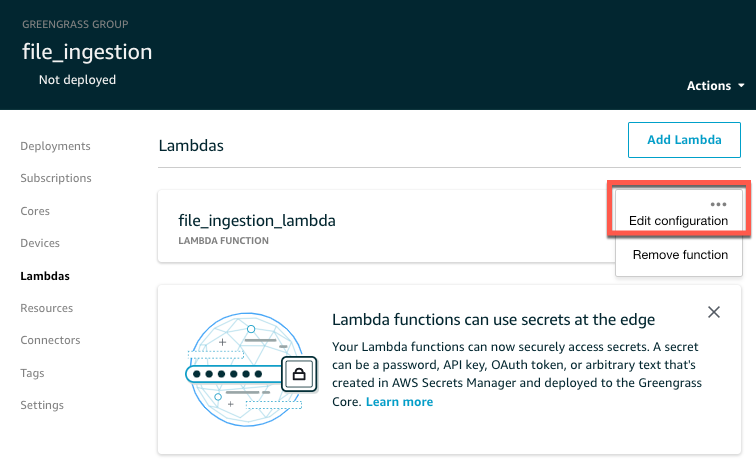 GREENGRASS GROUP
file_ingestion
Not deployed
Actions
Deployments
Subscriptions
Cores
Devices
Lambdas
Resources
Connectors
Tags
Settings
Lambdas
Add Lambda
file_ingestion_lambda
LAMBDA FUNCTION
Edit configuration
Remove function
Lambda functions can use secrets at the edge
Your Lambda functions can now securely access secrets. A secret
can be a password, API key, OAuth token, or arbitrary text that's
created in AWS Secrets Manager and deployed to the Greengrass
Core. Learn more